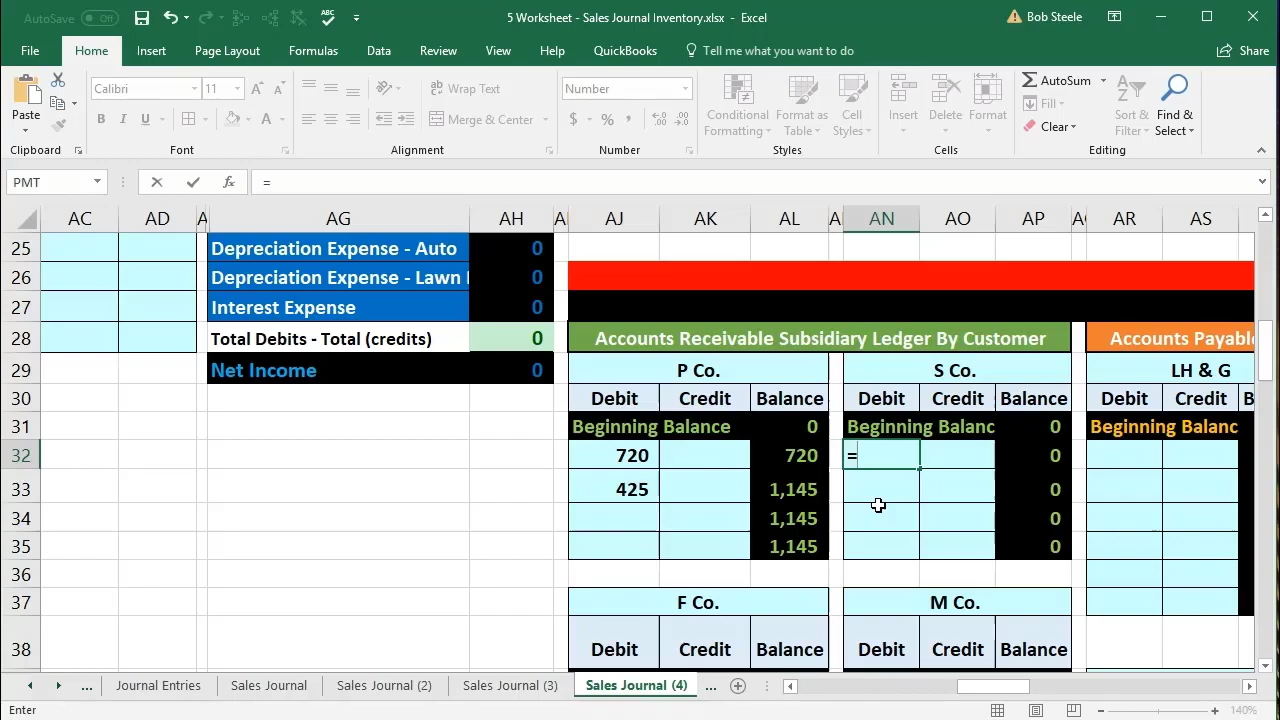 AutoSave Off 5 Worksheet - Sales Journal Inventory.xlsx - Excel Bob Steele
File Home Insert Page Layout Formulas Data Review View Help QuickBooks Tell me what you want to do Share
Paste Calibri 11 Wrap Text Number AutoSum
B I U Merge & Center $ % Conditional Formatting Format as Table Cell Styles Insert Delete Format Fill Clear Sort & Filter Find & Select
Clipboard Font Alignment Number Styles Cells Editing
PMT fx =
AC AD A AG AH AI AJ AK AL AN AO AP AR AS
25 Depreciation Expense - Auto 0
26 Depreciation Expense - Lawn 0
27 Interest Expense 0
28 Total Debits - Total (credits) 0 Accounts Receivable Subsidiary Ledger By Customer Accounts Payable
29 Net Income 0 P Co. S Co. LH & G
30 Debit Credit Balance Debit Credit Balance Debit Credit B
31 Beginning Balance 0 Beginning Balanc 0 Beginning Balanc
32 720 720 = 0
33 425 1,145 0
34 1,145 0
35 1,145 0
36
37 F Co. M Co.
38 Debit Credit Balance Debit Credit Balance
... Journal Entries Sales Journal Sales Journal (2) Sales Journal (3) Sales Journal (4) ...
Enter 140%